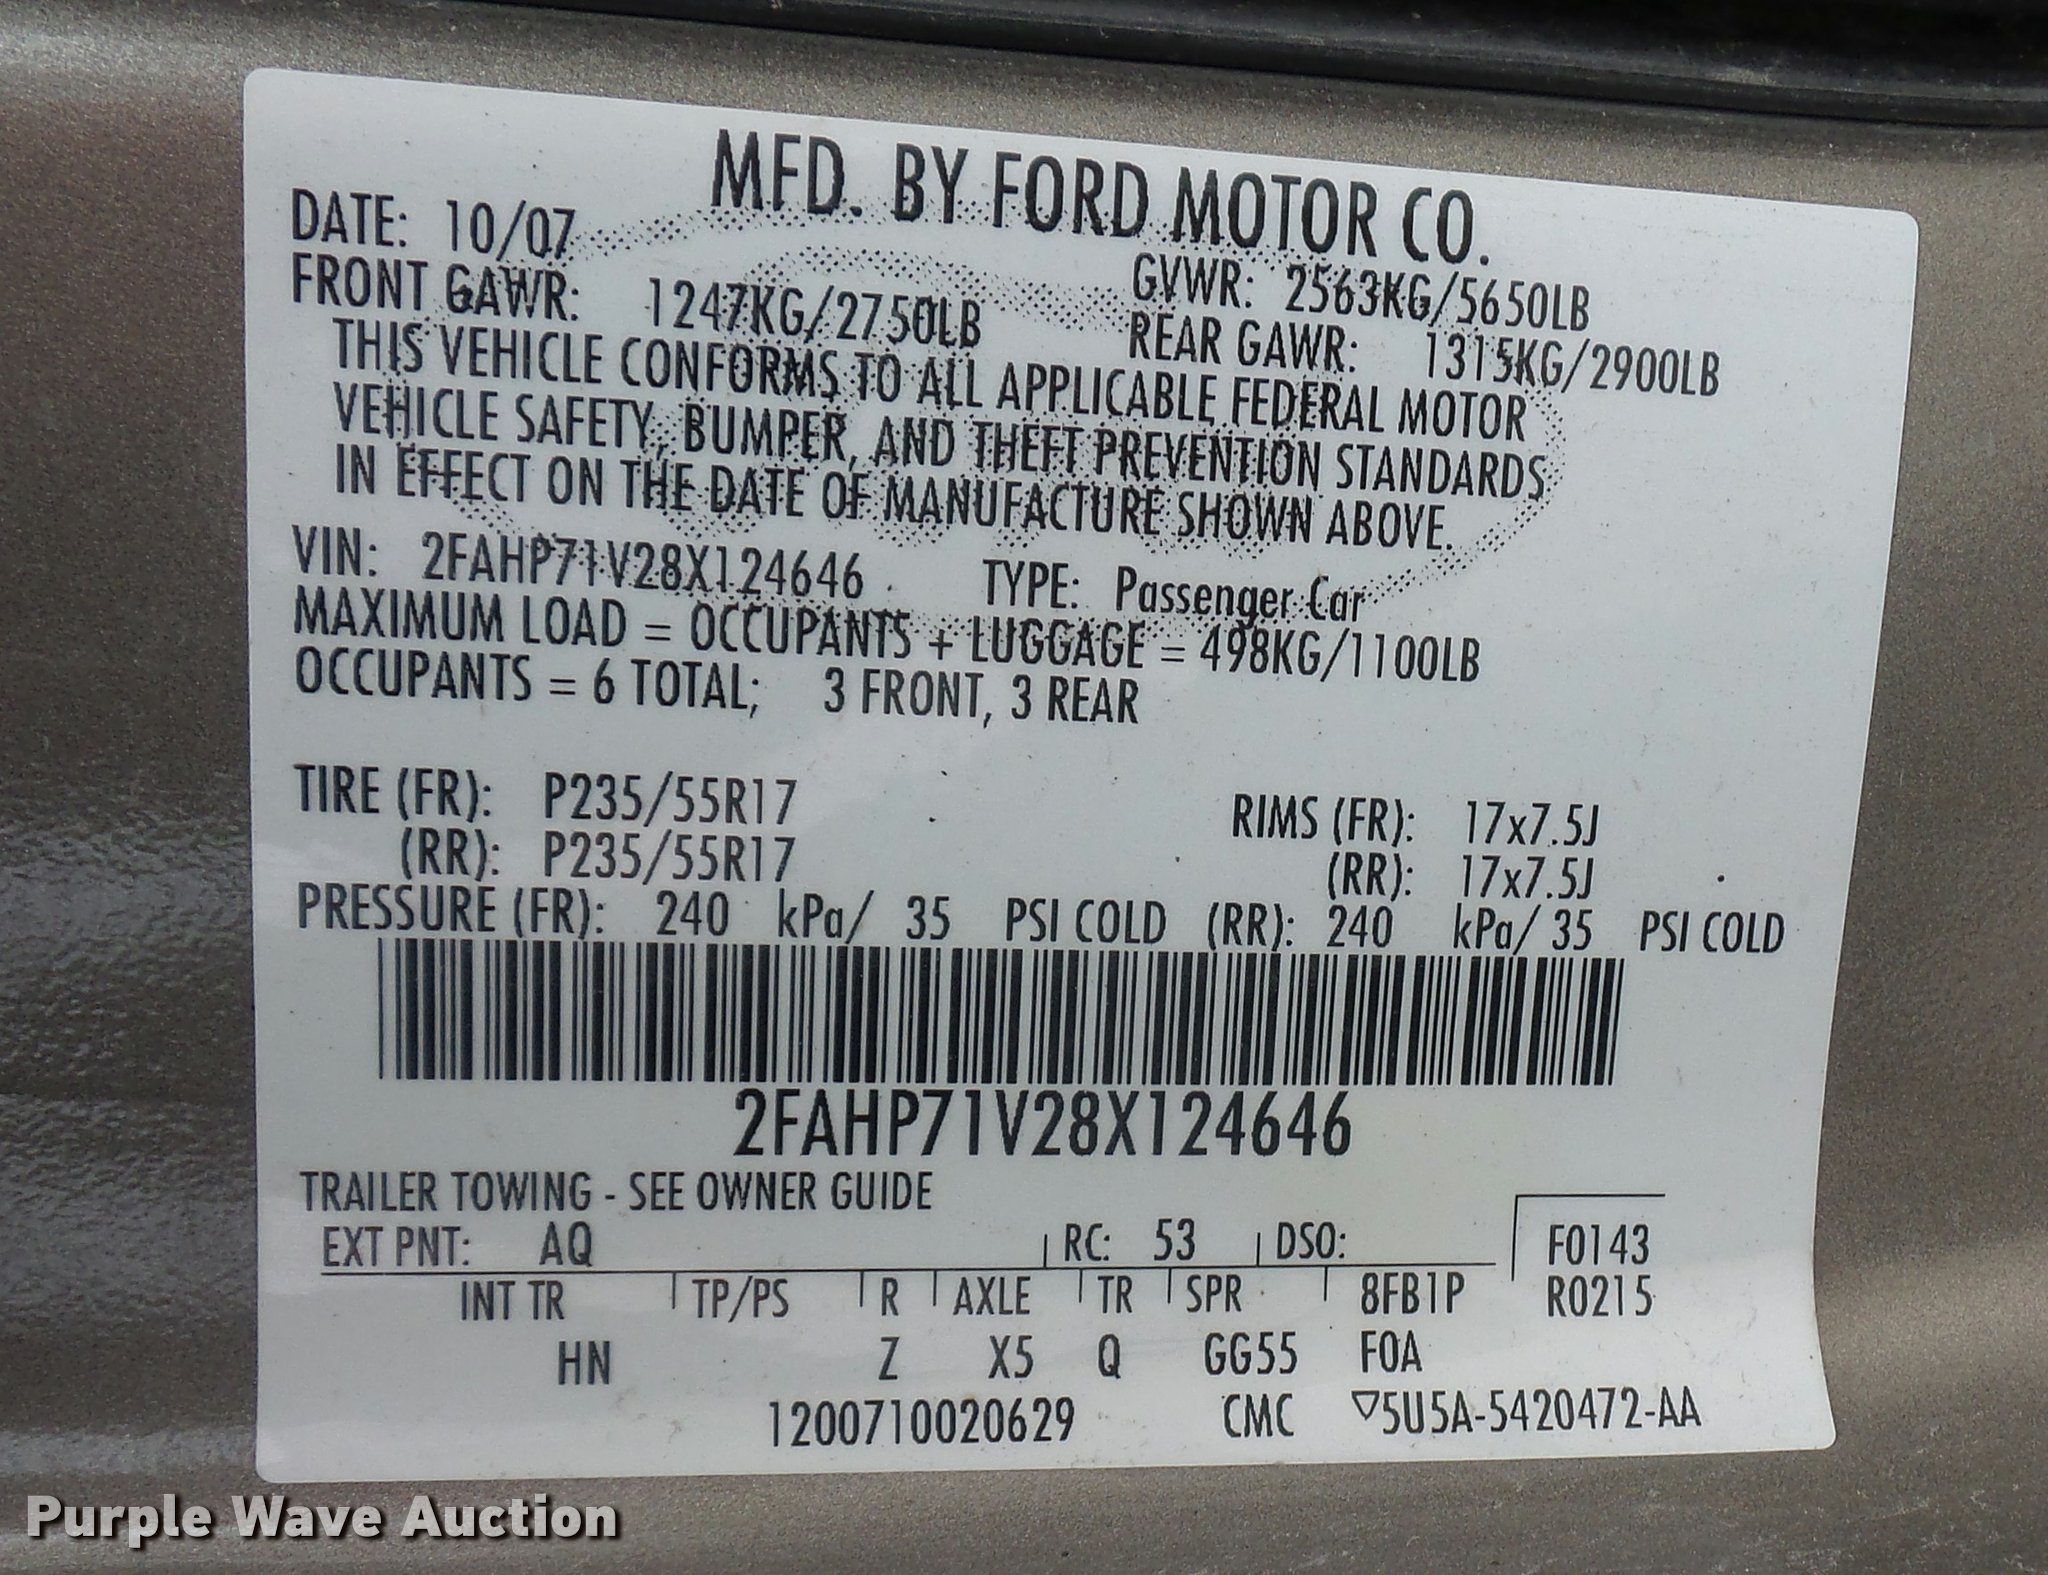 MFD. BY FORD MOTOR CO.
DATE: 10/07
GVWR: 2563KG/5650LB
FRONT GAWR: 1247KG/2750LB
REAR GAWR: 1315KG/2900LB
THIS VEHICLE CONFORMS TO ALL APPLICABLE FEDERAL MOTOR
VEHICLE SAFETY, BUMPER, AND THEFT PREVENTION STANDARDS
IN EFFECT ON THE DATE OF MANUFACTURE SHOWN ABOVE.
VIN: 2FAHP71V28X124646 TYPE: Passenger Car
MAXIMUM LOAD = OCCUPANTS + LUGGAGE = 498KG/1100LB
OCCUPANTS = 6 TOTAL; 3 FRONT, 3 REAR
TIRE (FR): P235/55R17 RIMS (FR): 17x7.5J
(RR): P235/55R17 (RR): 17x7.5J
PRESSURE (FR): 240 kPa/ 35 PSI COLD (RR): 240 kPa/ 35 PSI COLD
2FAHP71V28X124646
TRAILER TOWING - SEE OWNER GUIDE
EXT PNT: AQ RC: 53 DSO: F0143
INT TR TP/PS R AXLE TR SPR 8FB1P R0215
HN Z X5 Q GG55 F0A
1200710020629 CMC ▽5U5A-5420472-AA
Purple Wave Auction